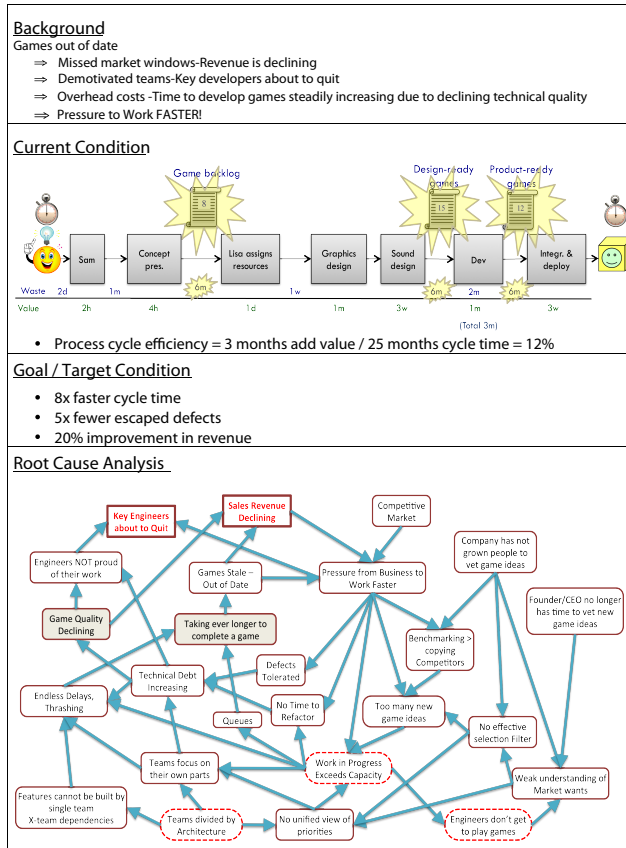 Background
Games out of date
⇒ Missed market windows-Revenue is declining
⇒ Demotivated teams-Key developers about to quit
⇒ Overhead costs -Time to develop games steadily increasing due to declining technical quality
⇒ Pressure to Work FASTER!
Current Condition
Game backlog
8
Design-ready
games
15
Product-ready
games
12
Sam
Concept
pres.
Lisa assigns
resources
Graphics
design
Sound
design
Dev
Integr. &
deploy
Waste 2d 1m 6m 1w 6m 2m 6m
Value 2h 4h 1d 1m 3w 1m 3w
(Total 3m)
• Process cycle efficiency = 3 months add value / 25 months cycle time = 12%
Goal / Target Condition
• 8x faster cycle time
• 5x fewer escaped defects
• 20% improvement in revenue
Root Cause Analysis
Key Engineers
about to Quit
Sales Revenue
Declining
Competitive
Market
Company has not
grown people to
vet game ideas
Engineers NOT proud
of their work
Games Stale –
Out of Date
Pressure from Business to
Work Faster
Founder/CEO no longer
has time to vet new
game ideas
Game Quality
Declining
Taking ever longer to
complete a game
Benchmarking >
copying
Competitors
Defects
Tolerated
Technical Debt
Increasing
Endless Delays,
Thrashing
Queues
No Time to
Refactor
Too many new
game ideas
No effective
selection Filter
Teams focus on
their own parts
Work in Progress
Exceeds Capacity
Weak understanding of
Market wants
Features cannot be built by
single team
X-team dependencies
Teams divided by
Architecture
No unified view of
priorities
Engineers don't get
to play games